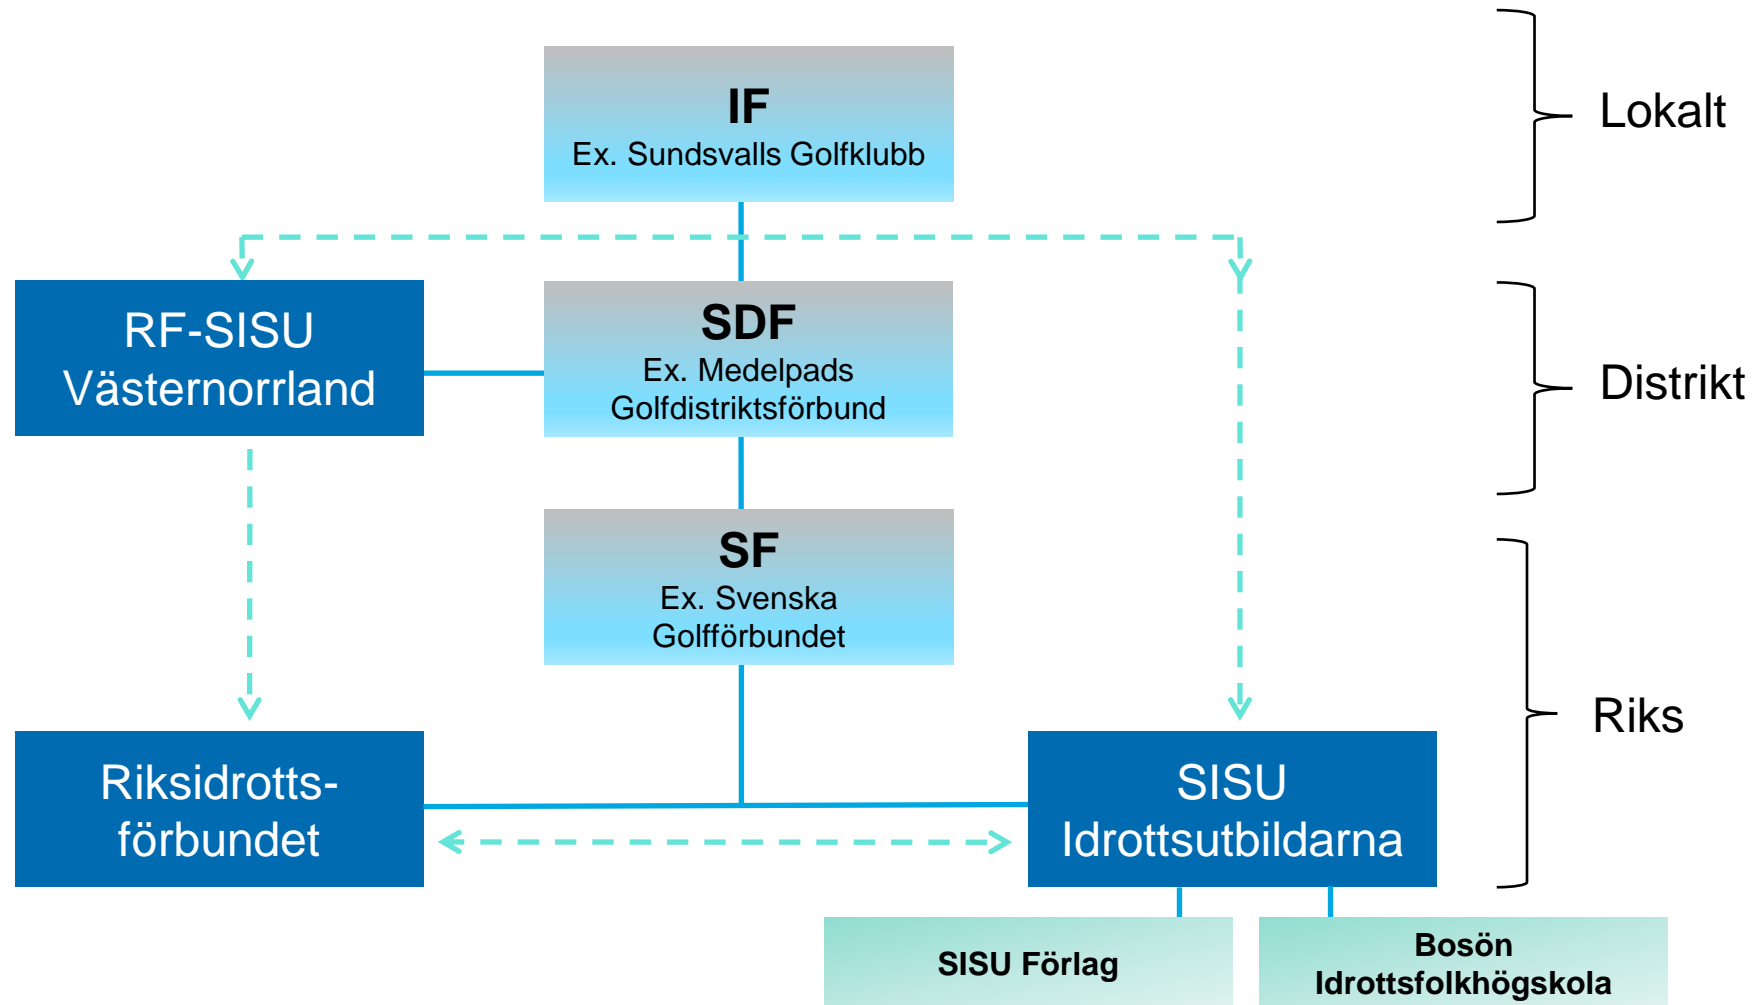 IF
Ex. Sundsvalls Golfklubb
Lokalt
RF-SISU
Västernorrland
SDF
Ex. Medelpads
Golfdistriktsförbund
Distrikt
SF
Ex. Svenska
Golfförbundet
Riks
Riksidrotts-
förbundet
SISU
Idrottsutbildarna
SISU Förlag
Bosön
Idrottsfolkhögskola